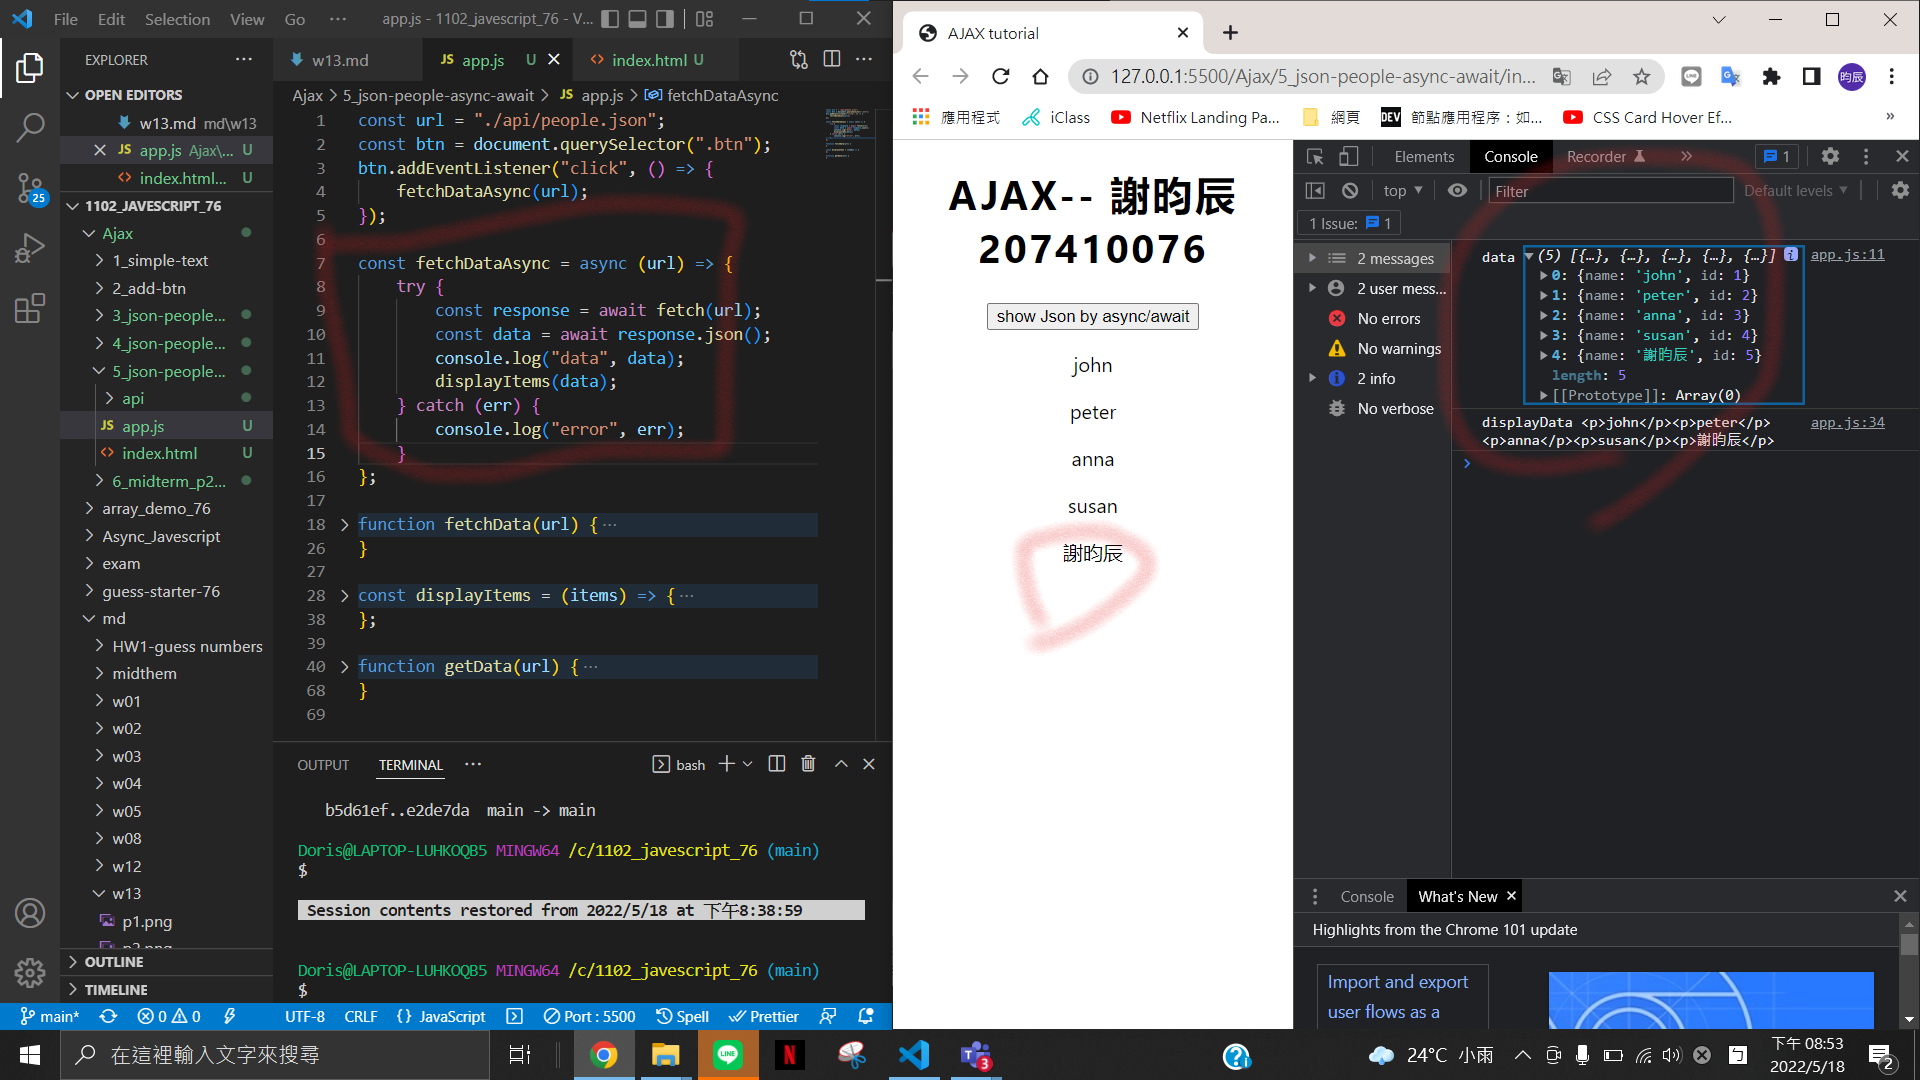 File Edit Selection View Go ··· app.js - 1102_javescript_76 - V...
EXPLORER ···
OPEN EDITORS
w13.md md\w13
app.js Ajax\... U
index.html... U
1102_JAVESCRIPT_76
Ajax
1_simple-text
2_add-btn
3_json-people...
4_json-people...
5_json-people...
api
app.js U
index.html U
6_midterm_p2...
array_demo_76
Async_Javescript
exam
guess-starter-76
md
HW1-guess numbers
midthem
w01
w02
w03
w04
w05
w08
w12
w13
p1.png
OUTLINE
TIMELINE
25
w13.md
app.js U
index.html U
Ajax > 5_json-people-async-await > JS app.js > fetchDataAsync
1 const url = "./api/people.json";
2 const btn = document.querySelector(".btn");
3 btn.addEventListener("click", () => {
4 fetchDataAsync(url);
5 });
6
7 const fetchDataAsync = async (url) => {
8 try {
9 const response = await fetch(url);
10 const data = await response.json();
11 console.log("data", data);
12 displayItems(data);
13 } catch (err) {
14 console.log("error", err);
15 }
16 };
17
18 function fetchData(url) { ···
26 }
27
28 const displayItems = (items) => { ···
38 };
39
40 function getData(url) { ···
68 }
69
OUTPUT TERMINAL ··· bash
b5d61ef..e2de7da main -> main
Doris@LAPTOP-LUHKOQB5 MINGW64 /c/1102_javescript_76 (main)
$
Session contents restored from 2022/5/18 at 下午8:38:59
Doris@LAPTOP-LUHKOQB5 MINGW64 /c/1102_javescript_76 (main)
$
main* 0 0 UTF-8 CRLF {} JavaScript Port : 5500 Spell Prettier
AJAX tutorial
127.0.0.1:5500/Ajax/5_json-people-async-await/in...
昀辰
應用程式 iClass Netflix Landing Pa... 網頁 DEV 節點應用程序：如... CSS Card Hover Ef... »
AJAX-- 謝昀辰
207410076
show Json by async/await
john
peter
anna
susan
謝昀辰
Elements Console Recorder » 1
top Filter Default levels
1 Issue: 1
2 messages
2 user mess...
No errors
No warnings
2 info
No verbose
data (5) [{…}, {…}, {…}, {…}, {…}] i app.js:11
0: {name: 'john', id: 1}
1: {name: 'peter', id: 2}
2: {name: 'anna', id: 3}
3: {name: 'susan', id: 4}
4: {name: '謝昀辰', id: 5}
length: 5
[[Prototype]]: Array(0)
displayData <p>john</p><p>peter</p> app.js:34
<p>anna</p><p>susan</p><p>謝昀辰</p>
Console What's New
Highlights from the Chrome 101 update
Import and export
user flows as a
在這裡輸入文字來搜尋
LINE
N
3
24°C 小雨
下午 08:53
2022/5/18
2